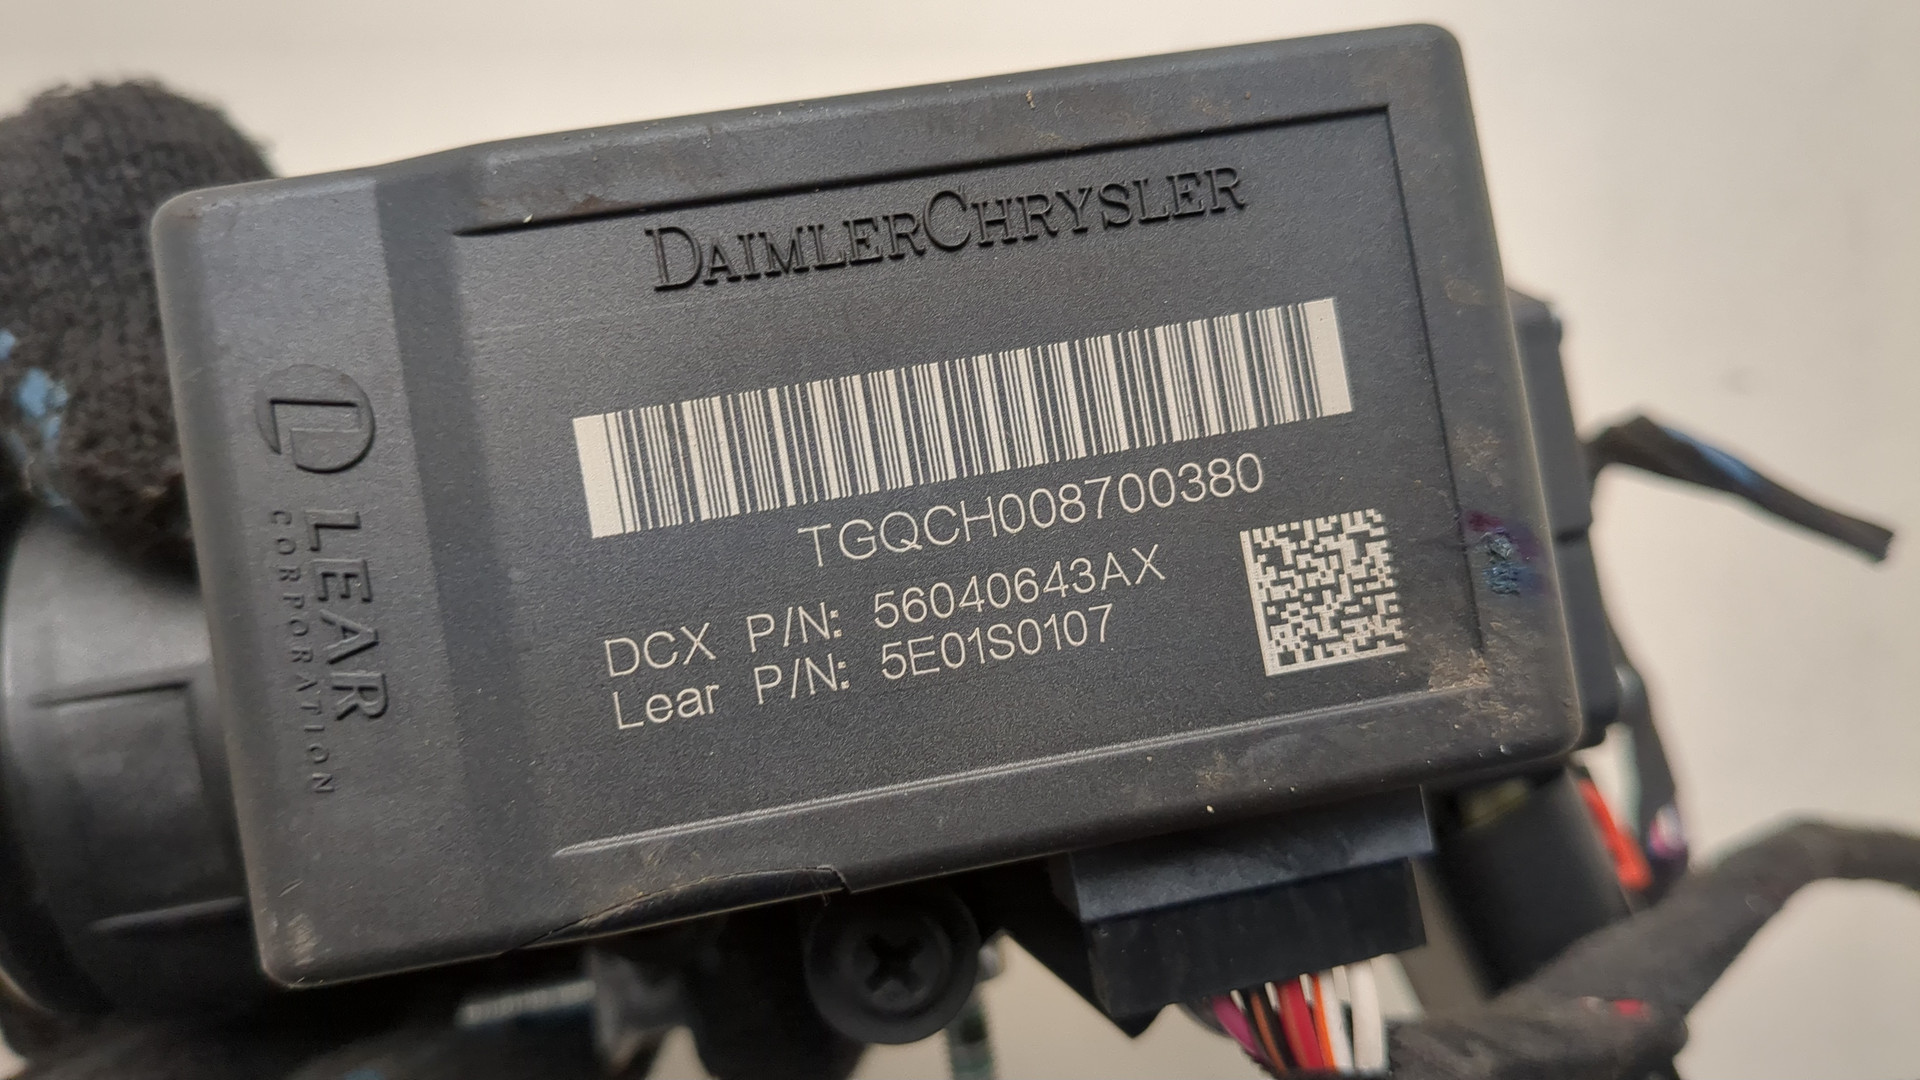 DAIMLERCHRYSLER
TGQCH008700380
DCX P/N: 56040643AX
Lear P/N: 5E01S0107
LEAR
CORPORATION